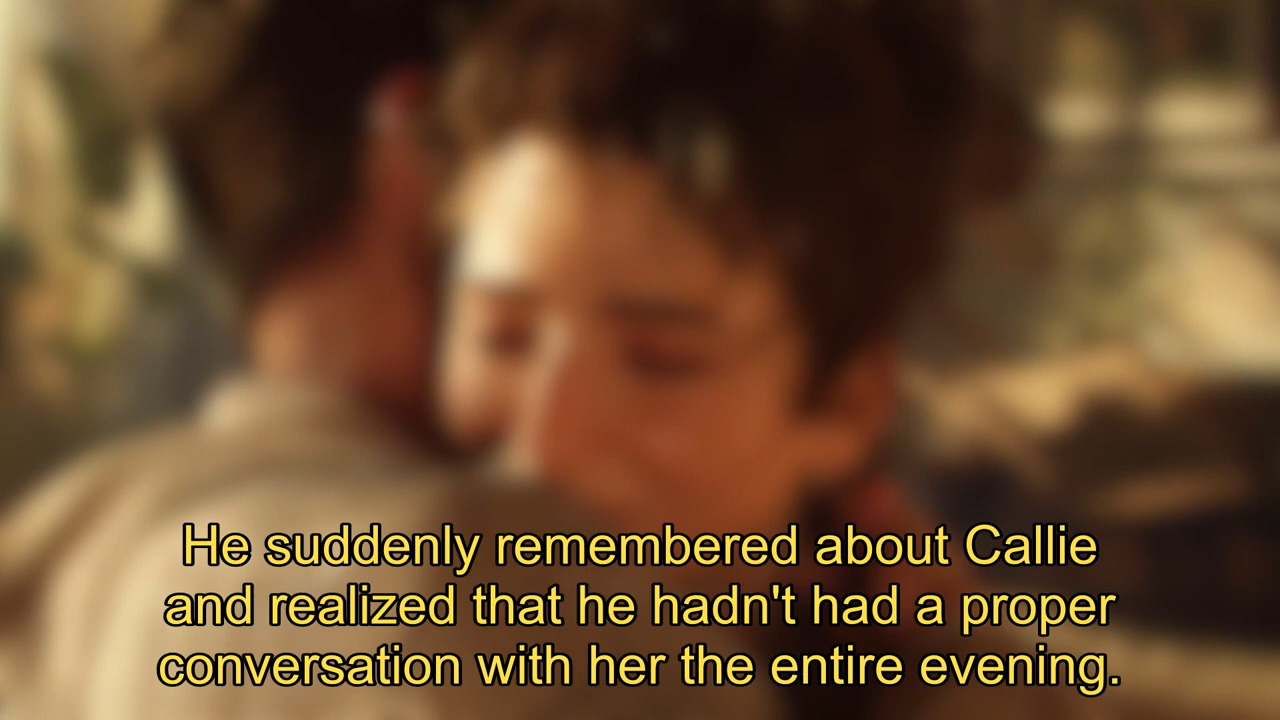 He suddenly remembered about Callie
and realized that he hadn't had a proper
conversation with her the entire evening.